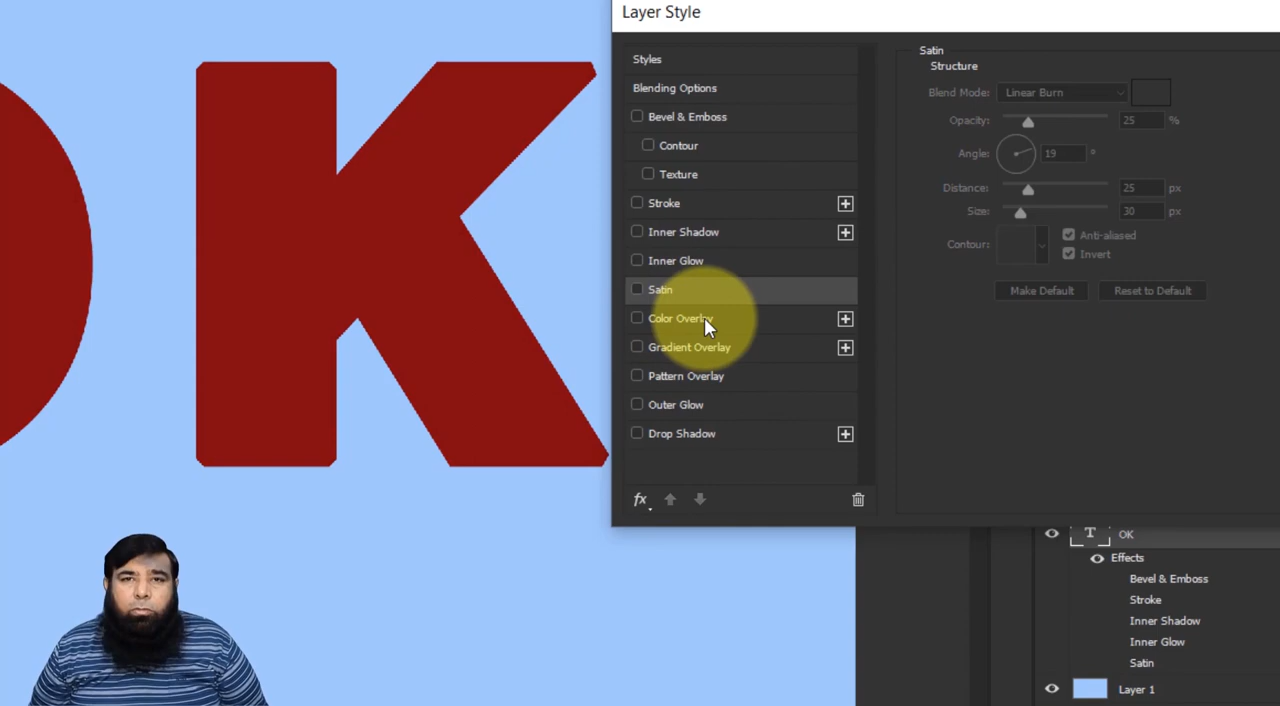 OK
Layer Style
Styles
Blending Options
Bevel & Emboss
Contour
Texture
Stroke
Inner Shadow
Inner Glow
Satin
Color Overlay
Gradient Overlay
Pattern Overlay
Outer Glow
Drop Shadow
fx
Satin
Structure
Blend Mode: Linear Burn
Opacity: 25 %
Angle: 19 °
Distance: 25 px
Size: 30 px
Contour: Anti-aliased
Invert
Make Default Reset to Default
T OK
Effects
Bevel & Emboss
Stroke
Inner Shadow
Inner Glow
Satin
Layer 1